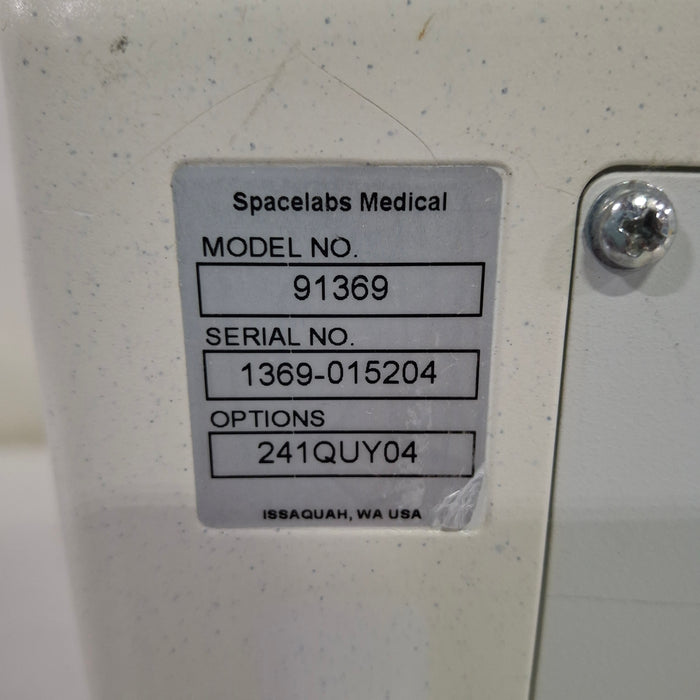 Spacelabs Medical
MODEL NO.
91369
SERIAL NO.
1369-015204
OPTIONS
241QUY04
ISSAQUAH, WA USA